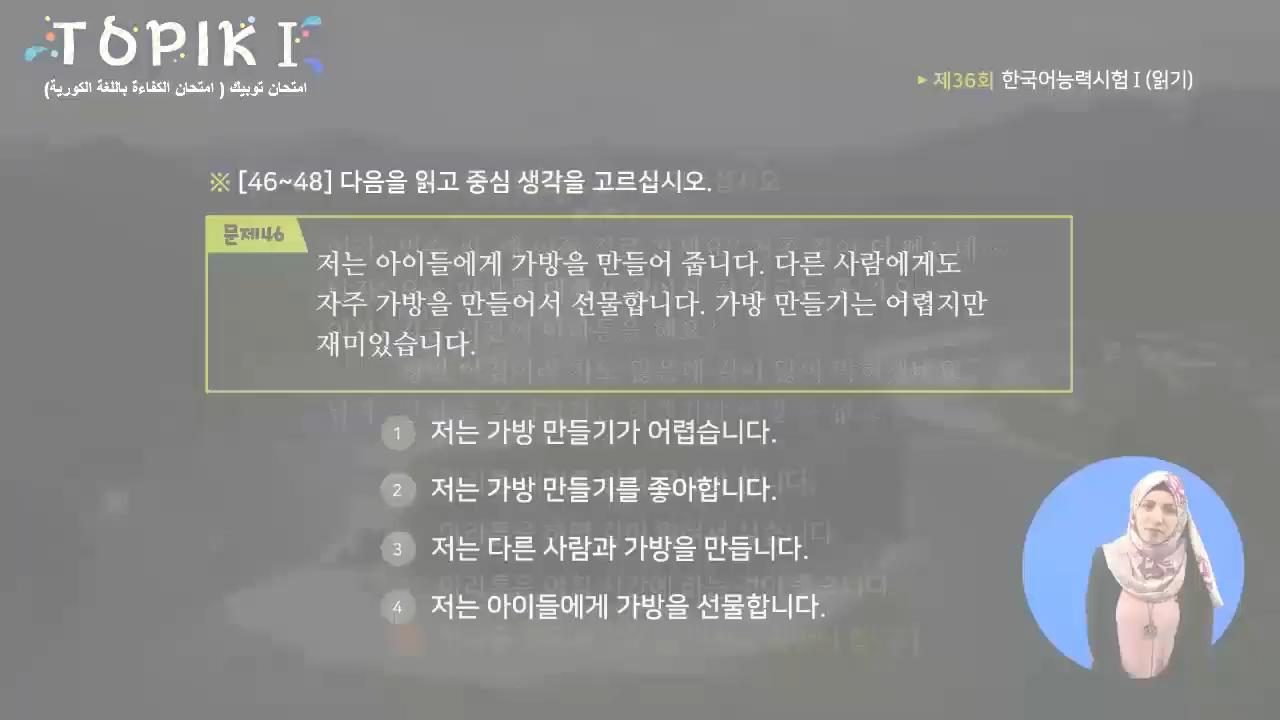 TOPIK I
امتحان توبيك ( امتحان الكفاءة باللغة الكورية)
▸ 제36회 한국어능력시험 I (읽기)
※ [46~48] 다음을 읽고 중심 생각을 고르십시오.
문제46
저는 아이들에게 가방을 만들어 줍니다. 다른 사람에게도
자주 가방을 만들어서 선물합니다. 가방 만들기는 어렵지만
재미있습니다.
1 저는 가방 만들기가 어렵습니다.
2 저는 가방 만들기를 좋아합니다.
3 저는 다른 사람과 가방을 만듭니다.
4 저는 아이들에게 가방을 선물합니다.